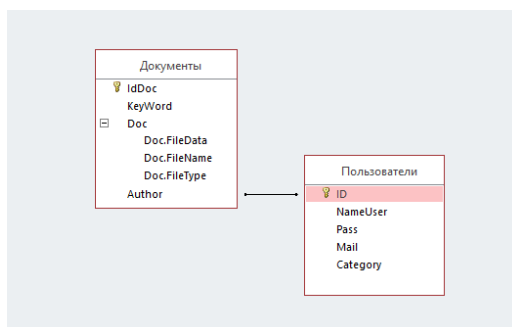 Документы
IdDoc
KeyWord
Doc
Doc.FileData
Doc.FileName
Doc.FileType
Author
Пользователи
ID
NameUser
Pass
Mail
Category